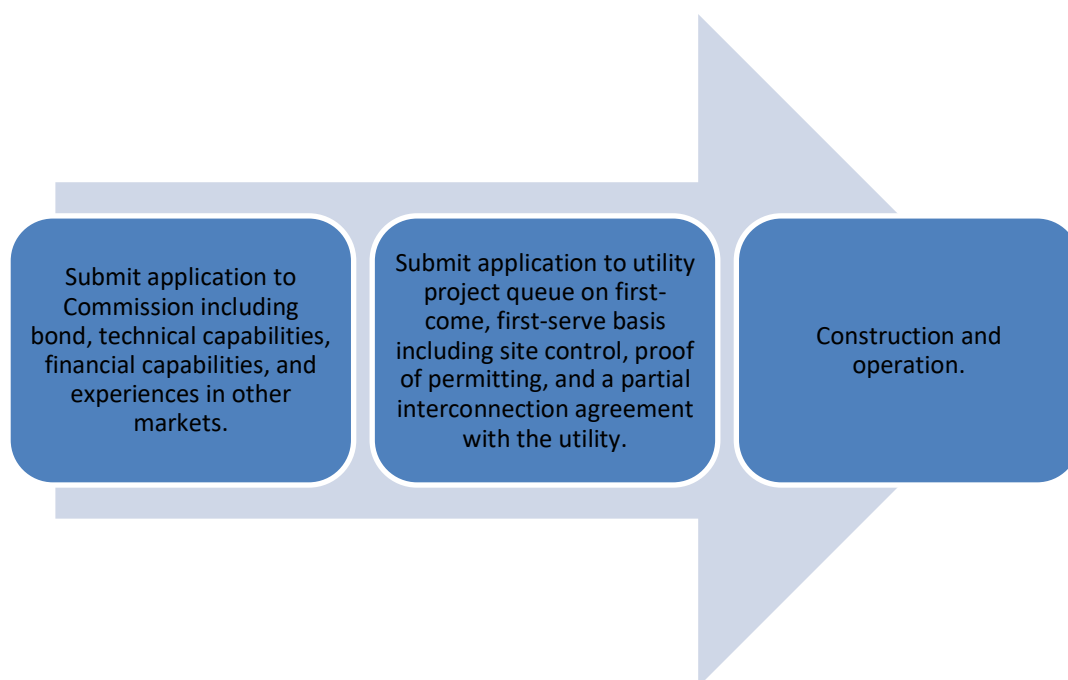 Submit application to
Commission including
bond, technical capabilities,
financial capabilities, and
experiences in other
markets.
Submit application to utility
project queue on first-
come, first-serve basis
including site control, proof
of permitting, and a partial
interconnection agreement
with the utility.
Construction and
operation.